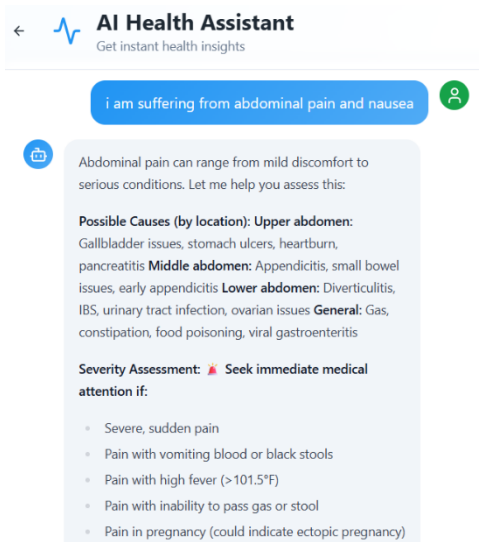 AI Health Assistant
Get instant health insights
i am suffering from abdominal pain and nausea
Abdominal pain can range from mild discomfort to
serious conditions. Let me help you assess this:
Possible Causes (by location): Upper abdomen:
Gallbladder issues, stomach ulcers, heartburn,
pancreatitis Middle abdomen: Appendicitis, small bowel
issues, early appendicitis Lower abdomen: Diverticulitis,
IBS, urinary tract infection, ovarian issues General: Gas,
constipation, food poisoning, viral gastroenteritis
Severity Assessment: 🚨 Seek immediate medical
attention if:
Severe, sudden pain
Pain with vomiting blood or black stools
Pain with high fever (>101.5°F)
Pain with inability to pass gas or stool
Pain in pregnancy (could indicate ectopic pregnancy)